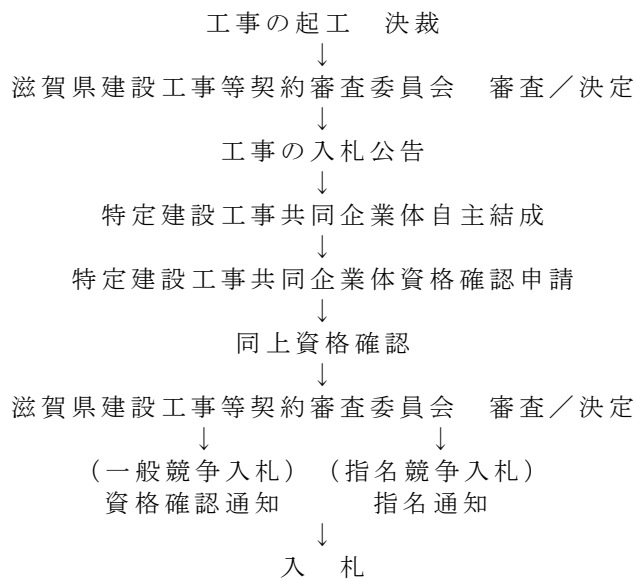 工事の起工　決裁
↓
滋賀県建設工事等契約審査委員会　審査／決定
↓
工事の入札公告
↓
特定建設工事共同企業体自主結成
↓
特定建設工事共同企業体資格確認申請
↓
同上資格確認
↓
滋賀県建設工事等契約審査委員会　審査／決定
↓　↓
（一般競争入札）（指名競争入札）
資格確認通知　指名通知
↓
入　札